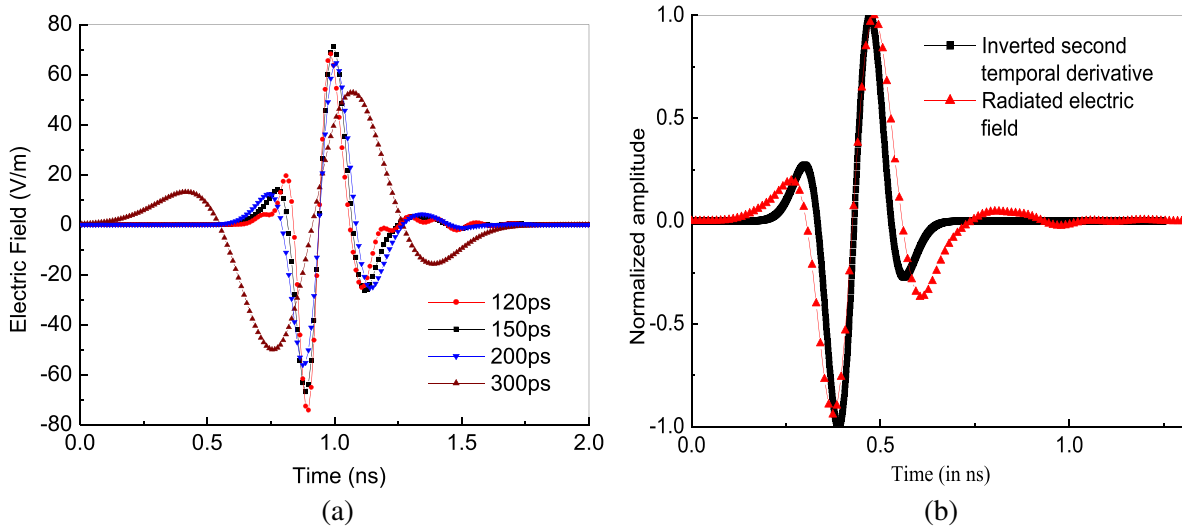 80
60
40
20
0
-20
-40
-60
-80
Electric Field (V/m)
0.0
0.5
1.0
1.5
2.0
Time (ns)
120ps
150ps
200ps
300ps
(a)
1.0
0.5
0.0
-0.5
-1.0
Normalized amplitude
0.0
0.5
1.0
Time (in ns)
Inverted second
temporal derivative
Radiated electric
field
(b)